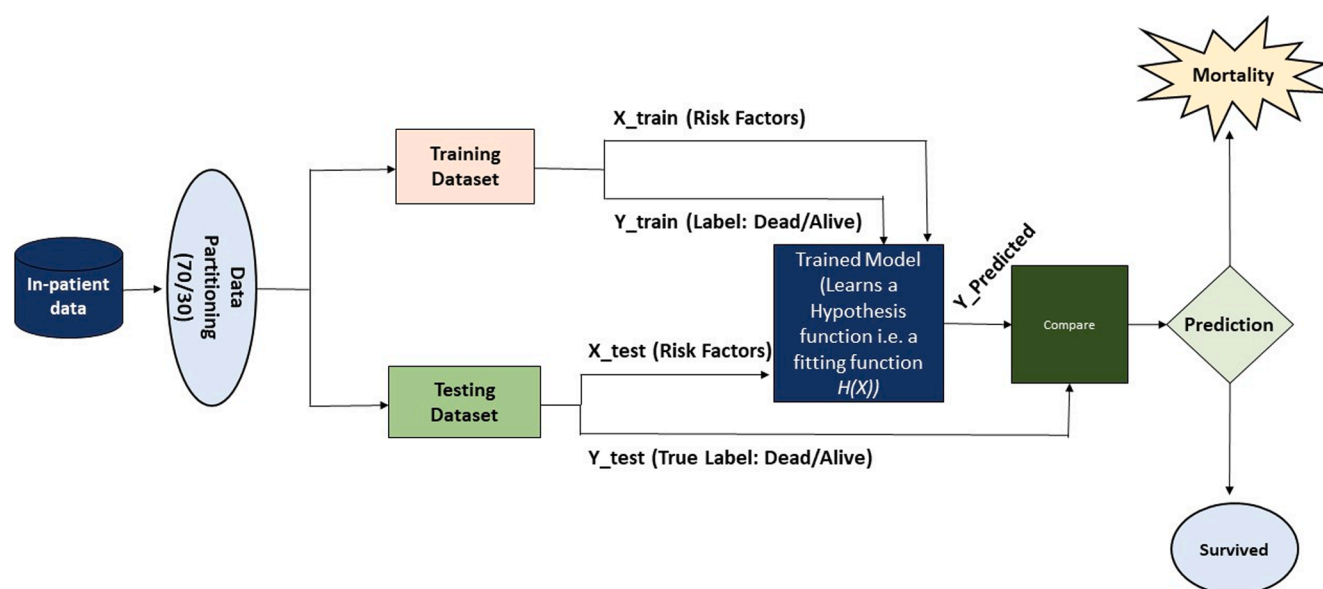 In-patient
data
Data
Partitioning
(70/30)
Training
Dataset
X_train (Risk Factors)
Y_train (Label: Dead/Alive)
Testing
Dataset
X_test (Risk Factors)
Y_test (True Label: Dead/Alive)
Trained Model
(Learns a
Hypothesis
function i.e. a
fitting function
H(X))
Y_Predicted
Compare
Prediction
Mortality
Survived